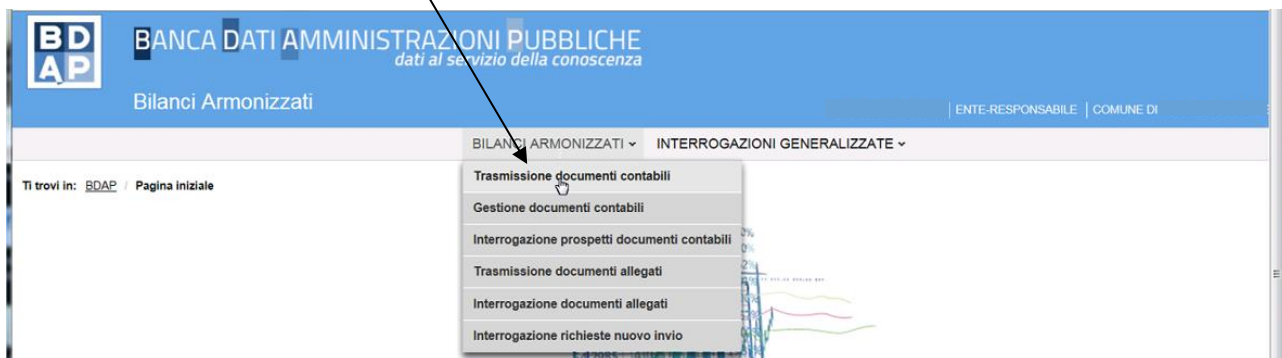 BD
AP
BANCA DATI AMMINISTRAZIONI PUBBLICHE
dati al servizio della conoscenza
Bilanci Armonizzati
ENTE-RESPONSABILE | COMUNE DI
BILANCI ARMONIZZATI INTERROGAZIONI GENERALIZZATE
Ti trovi in: BDAP / Pagina iniziale
Trasmissione documenti contabili
Gestione documenti contabili
Interrogazione prospetti documenti contabili
Trasmissione documenti allegati
Interrogazione documenti allegati
Interrogazione richieste nuovo invio